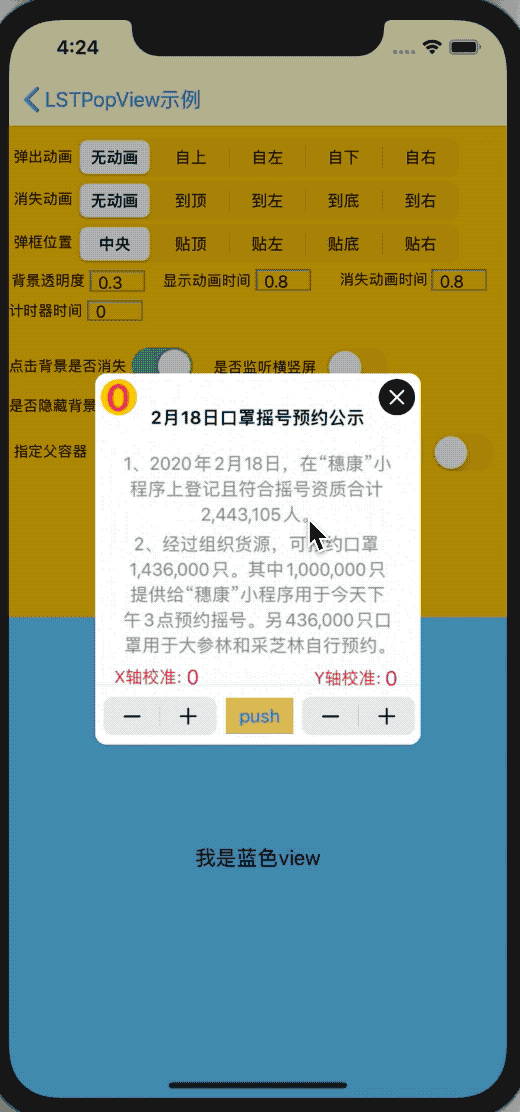 4:24
LSTPopView示例
弹出动画 无动画 自上 自左 自下 自右
消失动画 无动画 到顶 到左 到底 到右
弹框位置 中央 贴顶 贴左 贴底 贴右
背景透明度 0.3 显示动画时间 0.8 消失动画时间 0.8
计时器时间 0
点击背景是否消失 是否监听横竖屏
是否隐藏背景
指定父容器
0
2月18日口罩摇号预约公示
1、2020年2月18日，在“穗康”小
程序上登记且符合摇号资质合计
2,443,105人。
2、经过组织货源，可 约口罩
1,436,000只。其中1,000,000只
提供给“穗康”小程序用于今天下
午3点预约摇号。另436,000只口
罩用于大参林和采芝林自行预约。
X轴校准: 0 Y轴校准: 0
− + push − +
我是蓝色view